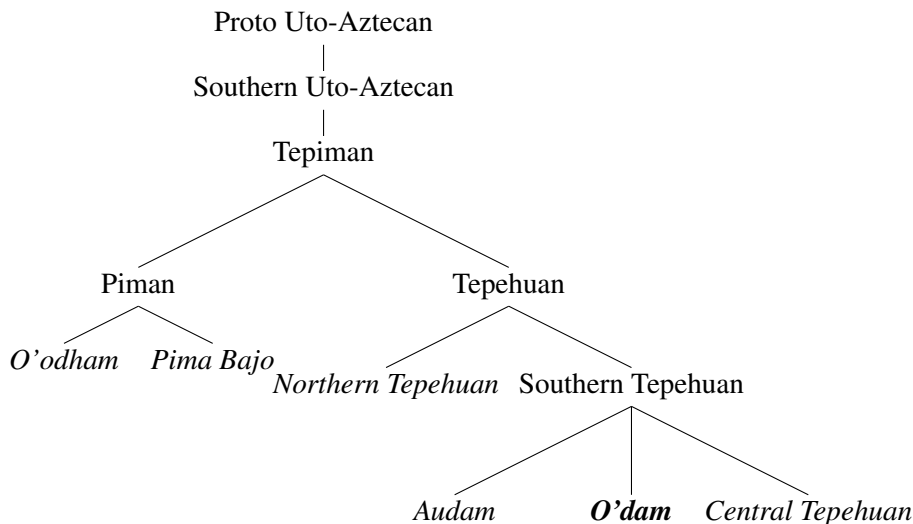 Proto Uto-Aztecan
Southern Uto-Aztecan
Tepiman
Piman Tepehuan
O’odham Pima Bajo
Northern Tepehuan Southern Tepehuan
Audam O'dam Central Tepehuan